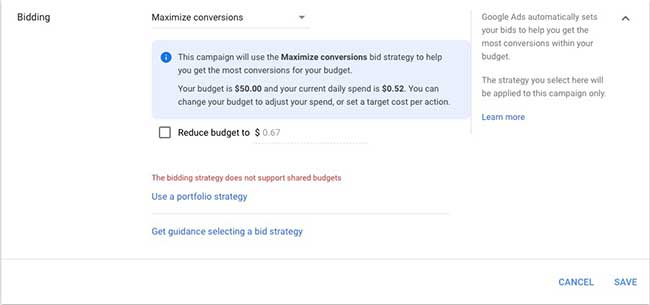 Bidding
Maximize conversions
This campaign will use the Maximize conversions bid strategy to help
you get the most conversions for your budget.
Your budget is $50.00 and your current daily spend is $0.52. You can
change your budget to adjust your spend, or set a target cost per action.
Reduce budget to $ 0.67
The bidding strategy does not support shared budgets
Use a portfolio strategy
Get guidance selecting a bid strategy
Google Ads automatically sets
your bids to help you get the
most conversions within your
budget.
The strategy you select here will
be applied to this campaign only.
Learn more
CANCEL SAVE